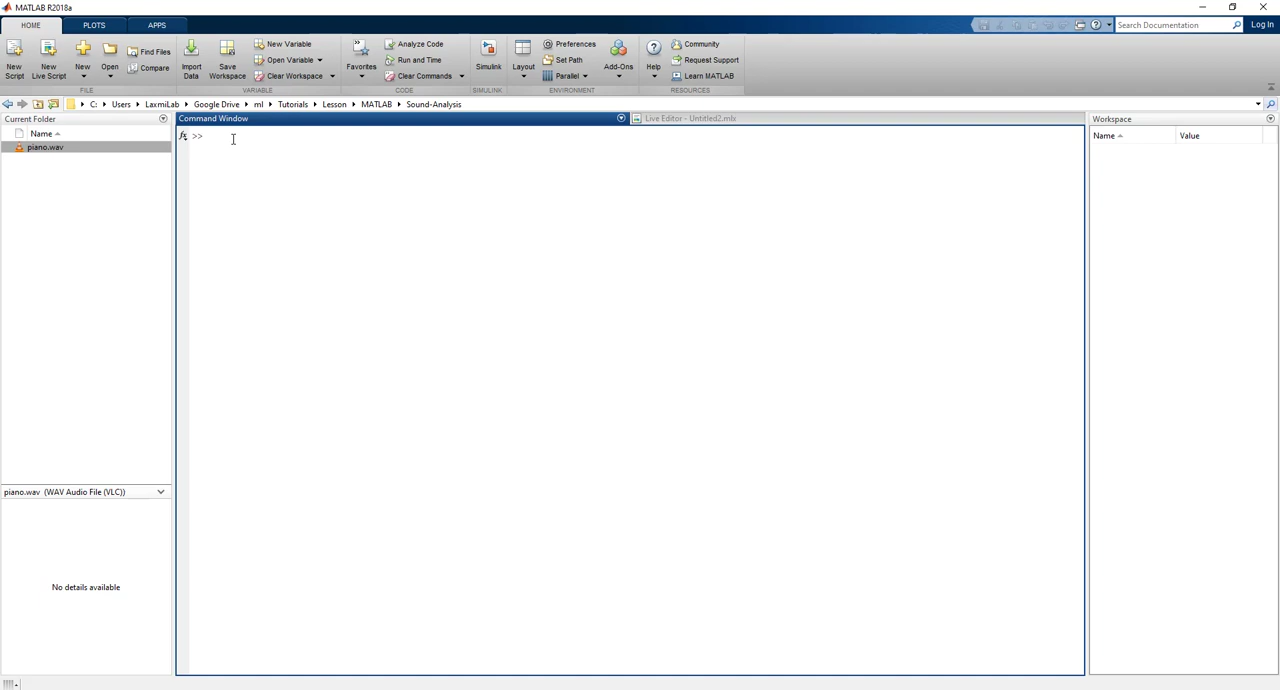 MATLAB R2018a
HOME PLOTS APPS Search Documentation Log In
New Script New Live Script New Open Find Files Compare Import Data Save Workspace New Variable Open Variable Clear Workspace Favorites Analyze Code Run and Time Clear Commands Simulink Layout Preferences Set Path Parallel Add-Ons Help Community Request Support Learn MATLAB
FILE VARIABLE CODE SIMULINK ENVIRONMENT RESOURCES
C: Users LaxmiLab Google Drive ml Tutorials Lesson MATLAB Sound-Analysis
Current Folder Command Window Live Editor - Untitled2.mlx Workspace
Name fx >> Name Value
piano.wav
piano.wav (WAV Audio File (VLC))
No details available